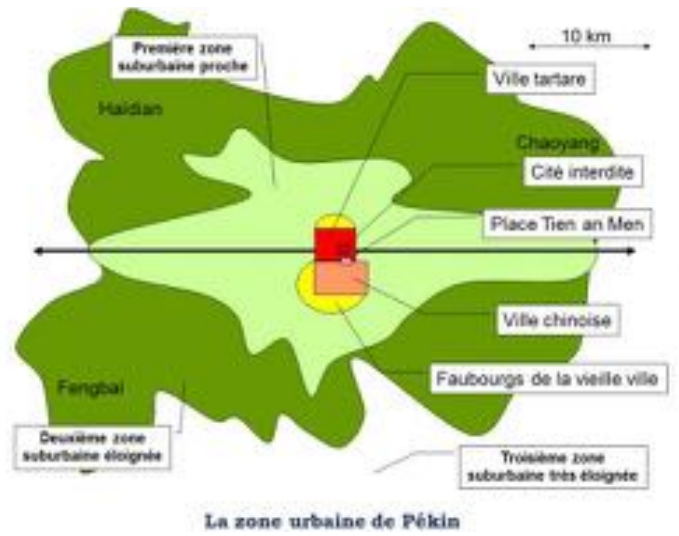 Première zone
suburbaine proche
10 km
Ville tartare
Haidian
Chaoyang
Cité interdite
Place Tien an Men
Ville chinoise
Faubourgs de la vieille ville
Fengbai
Deuxième zone
suburbaine éloignée
Troisième zone
suburbaine très éloignée
La zone urbaine de Pékin